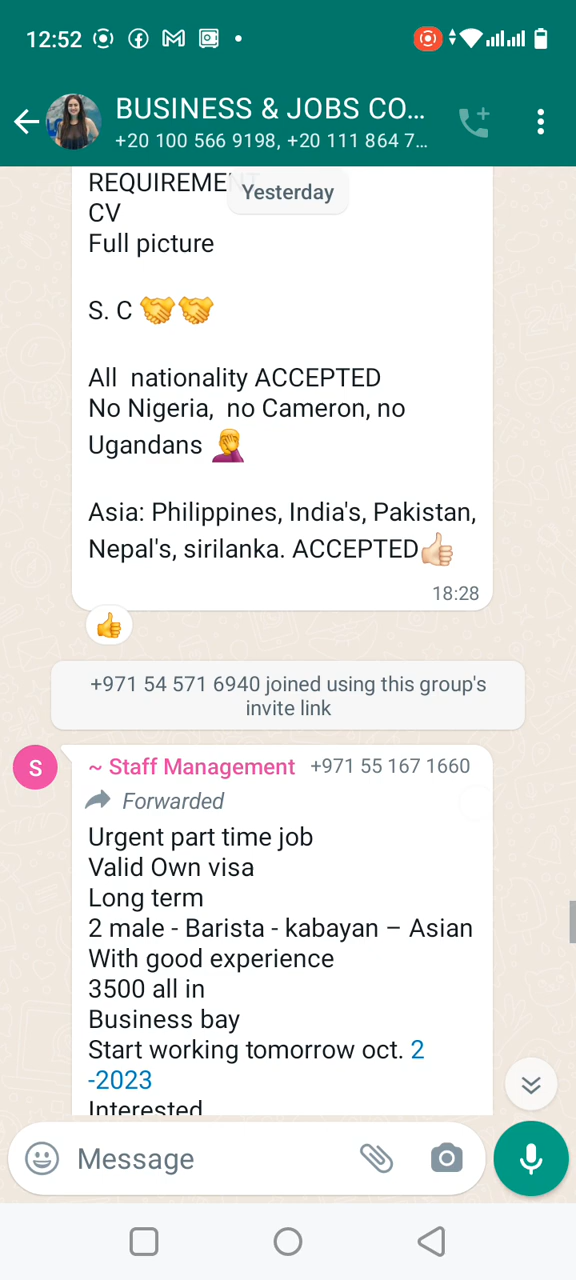 12:52
BUSINESS & JOBS CO...
+20 100 566 9198, +20 111 864 7...
Yesterday
REQUIREMENT
CV
Full picture
S. C 🤝🤝
All nationality ACCEPTED
No Nigeria, no Cameron, no
Ugandans 🤦
Asia: Philippines, India's, Pakistan,
Nepal's, sirilanka. ACCEPTED👍🏻
18:28
👍
+971 54 571 6940 joined using this group's
invite link
S
~ Staff Management +971 55 167 1660
Forwarded
Urgent part time job
Valid Own visa
Long term
2 male - Barista - kabayan – Asian
With good experience
3500 all in
Business bay
Start working tomorrow oct. 2
-2023
Interested
Message